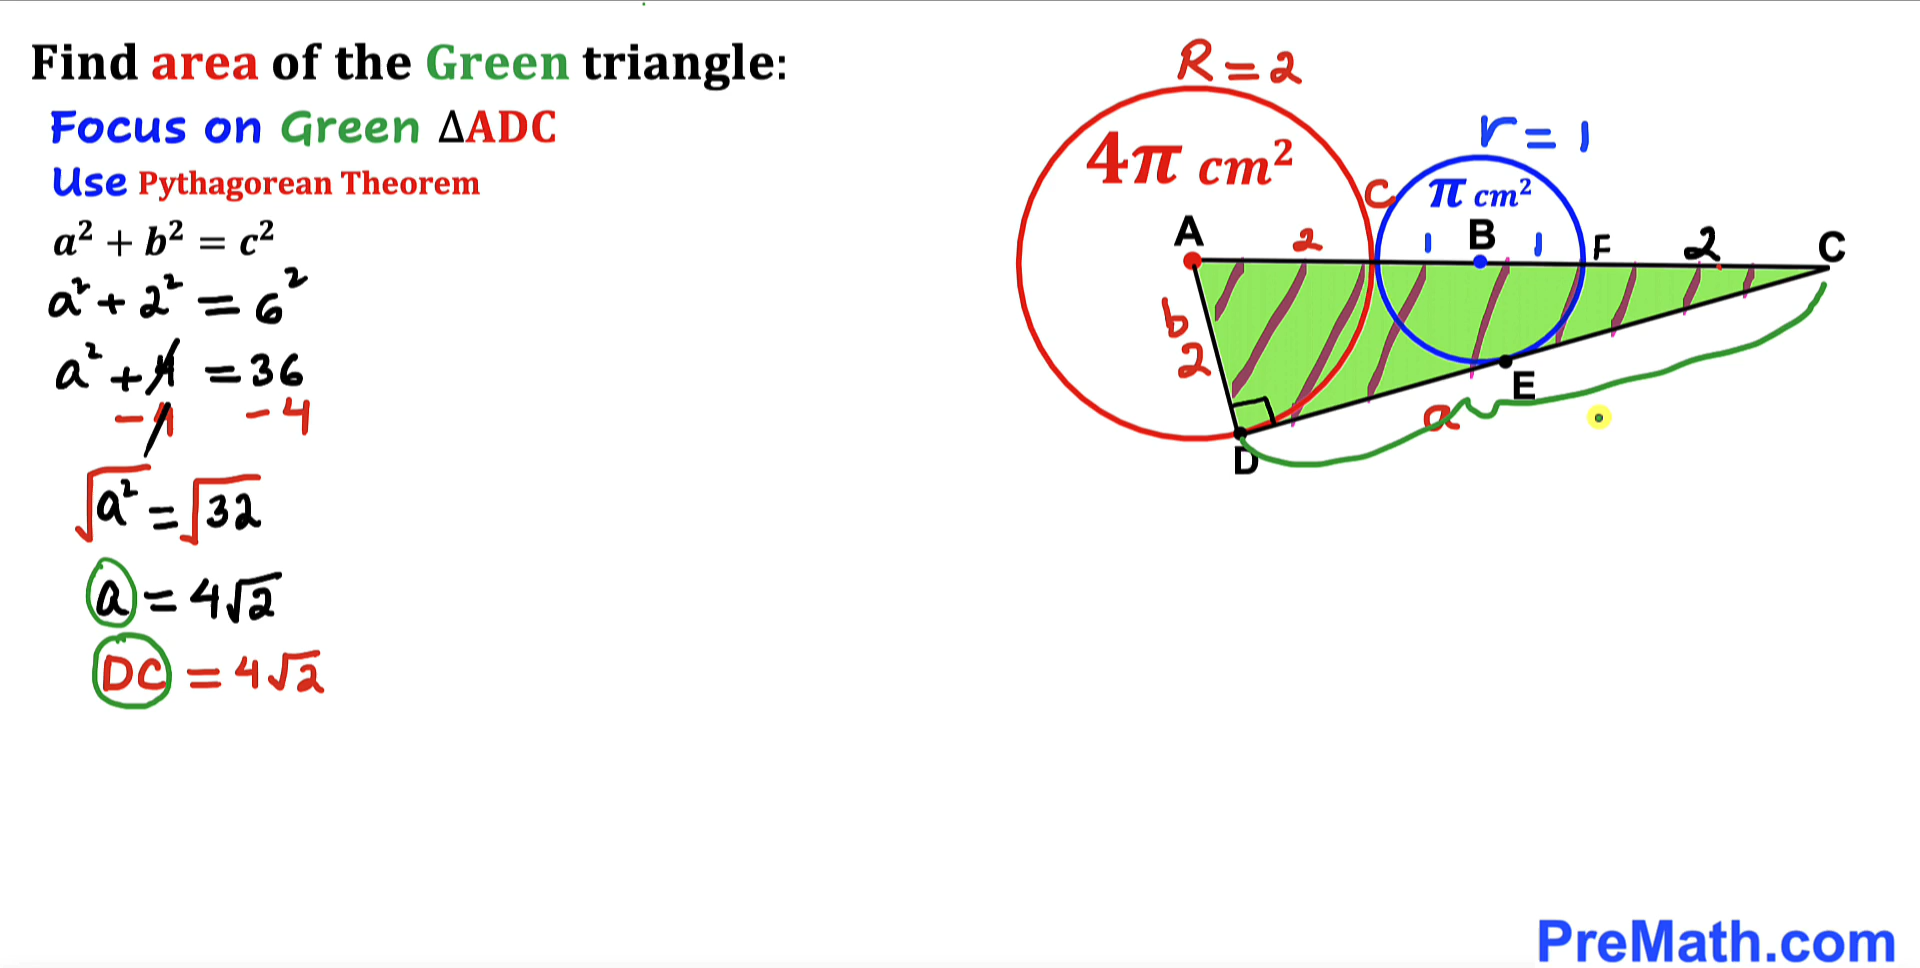 Find area of the Green triangle:
Focus on Green ΔADC
Use Pythagorean Theorem
a² + b² = c²
a² + 2² = 6²
a² + 4 = 36
-4 -4
√a² = √32
a = 4√2
DC = 4√2
R = 2
4π cm²
r = 1
C
π cm²
A
2
1
B
1
F
2
C
b
2
E
a
D
PreMath.com